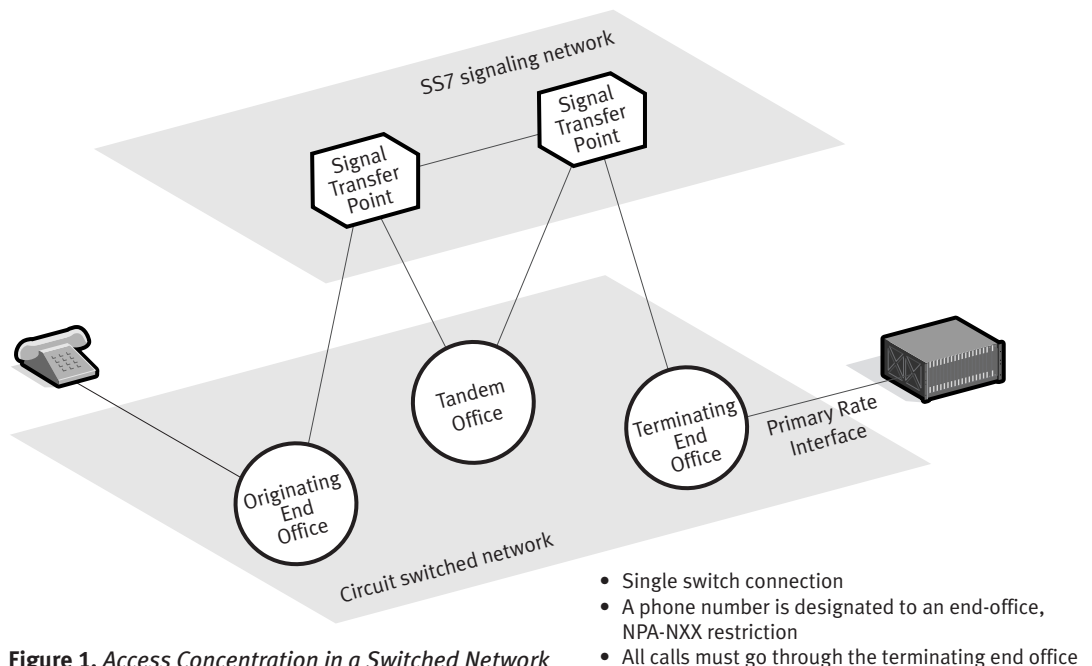 SS7 signaling network
Signal
Transfer
Point
Signal
Transfer
Point
Tandem
Office
Terminating
End
Office
Primary Rate
Interface
Originating
End
Office
Circuit switched network
• Single switch connection
• A phone number is designated to an end-office,
NPA-NXX restriction
• All calls must go through the terminating end office
Figure 1. Access Concentration in a Switched Network